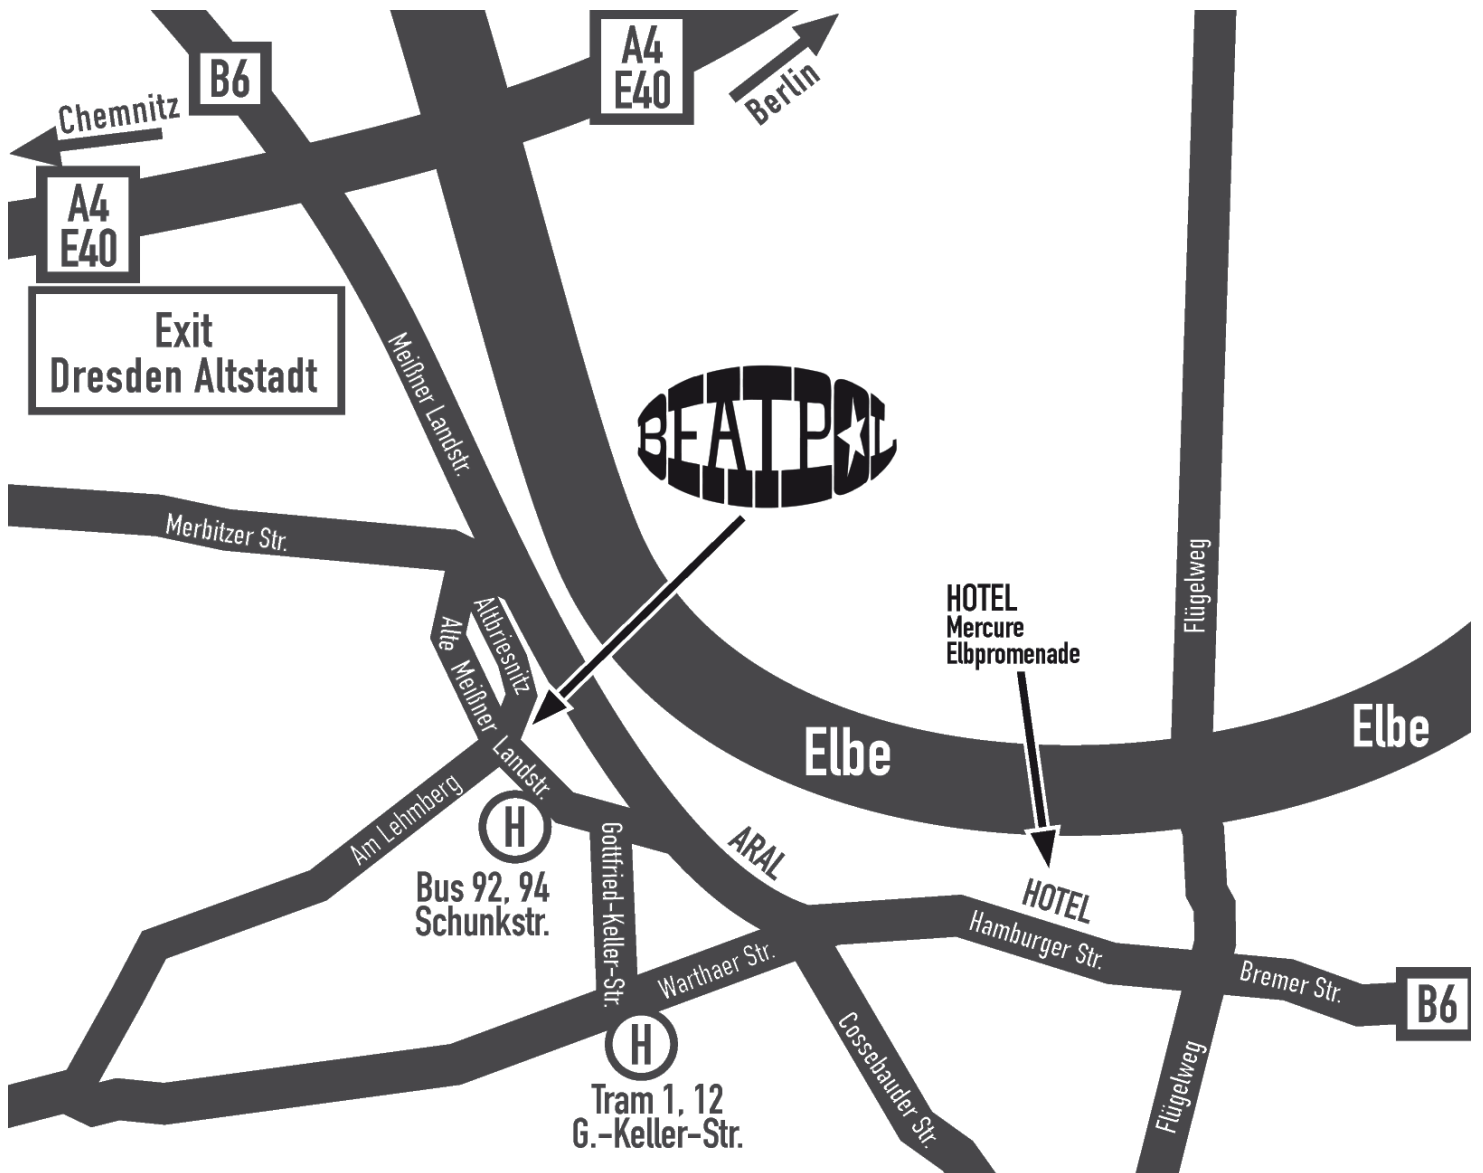 A4
E40
B6
Berlin
Chemnitz
A4
E40
Exit
Dresden Altstadt
Meißner Landstr.
BEATPOL
Merbitzer Str.
Flügelweg
HOTEL
Mercure
Elbpromenade
Altbriesnitz
Alte Meißner Landstr.
Elbe
Elbe
Am Lehmberg
H
Bus 92, 94
Schunkstr.
Gottfried-Keller-Str.
ARAL
HOTEL
Hamburger Str.
Warthaer Str.
Bremer Str.
B6
H
Tram 1, 12
G.-Keller-Str.
Cossebauder Str.
Flügelweg